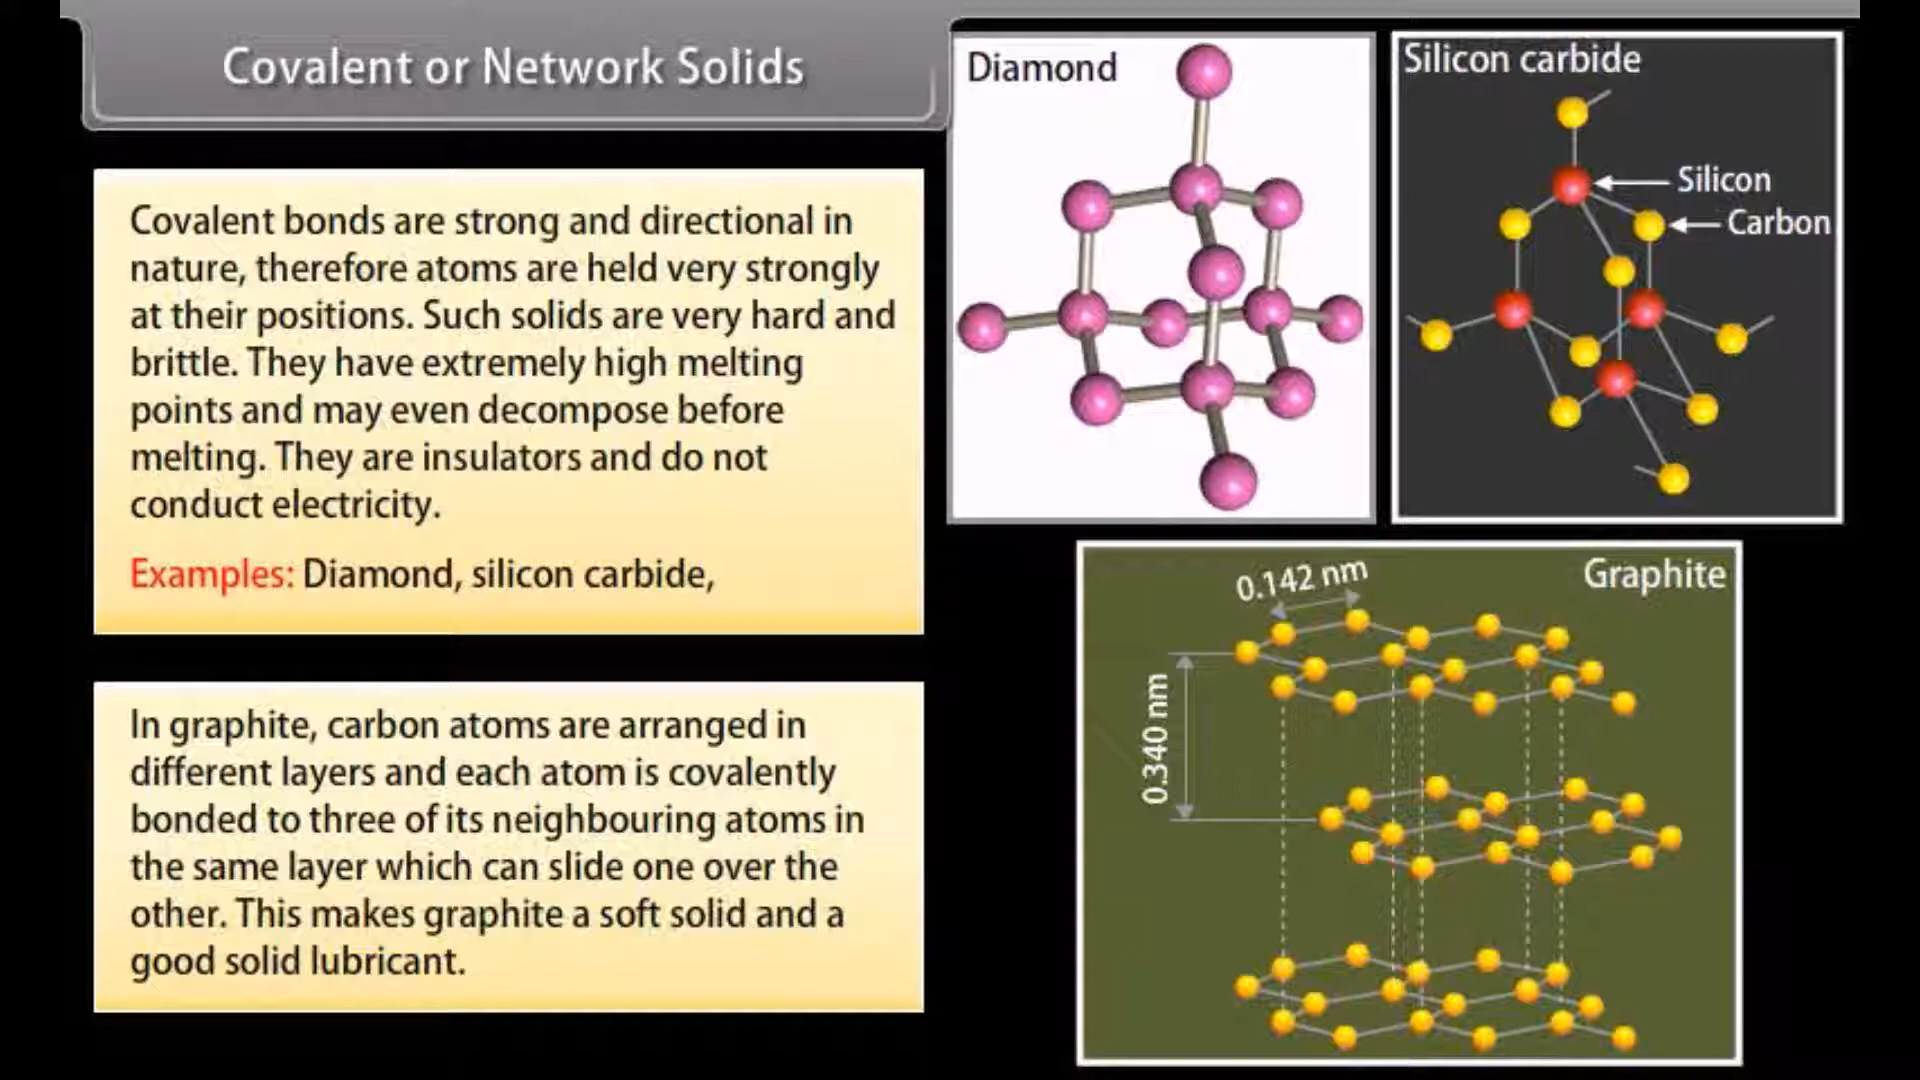 Covalent or Network Solids
Covalent bonds are strong and directional in
nature, therefore atoms are held very strongly
at their positions. Such solids are very hard and
brittle. They have extremely high melting
points and may even decompose before
melting. They are insulators and do not
conduct electricity.
Examples: Diamond, silicon carbide,
In graphite, carbon atoms are arranged in
different layers and each atom is covalently
bonded to three of its neighbouring atoms in
the same layer which can slide one over the
other. This makes graphite a soft solid and a
good solid lubricant.
Diamond
Silicon carbide
Silicon
Carbon
Graphite
0.142 nm
0.340 nm